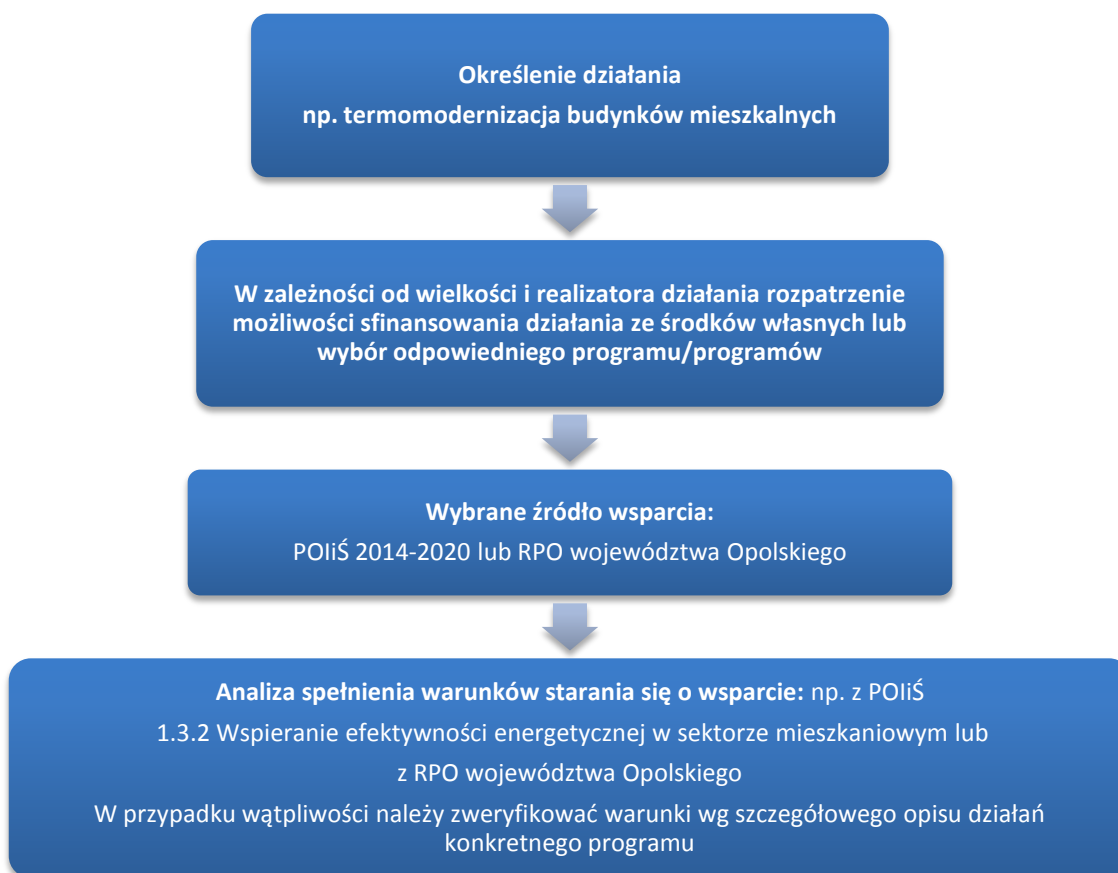 Określenie działania
np. termomodernizacja budynków mieszkalnych
W zależności od wielkości i realizatora działania rozpatrzenie
możliwości sfinansowania działania ze środków własnych lub
wybór odpowiedniego programu/programów
Wybrane źródło wsparcia:
POIiŚ 2014-2020 lub RPO województwa Opolskiego
Analiza spełnienia warunków starania się o wsparcie: np. z POIiŚ
1.3.2 Wspieranie efektywności energetycznej w sektorze mieszkaniowym lub
z RPO województwa Opolskiego
W przypadku wątpliwości należy zweryfikować warunki wg szczegółowego opisu działań
konkretnego programu